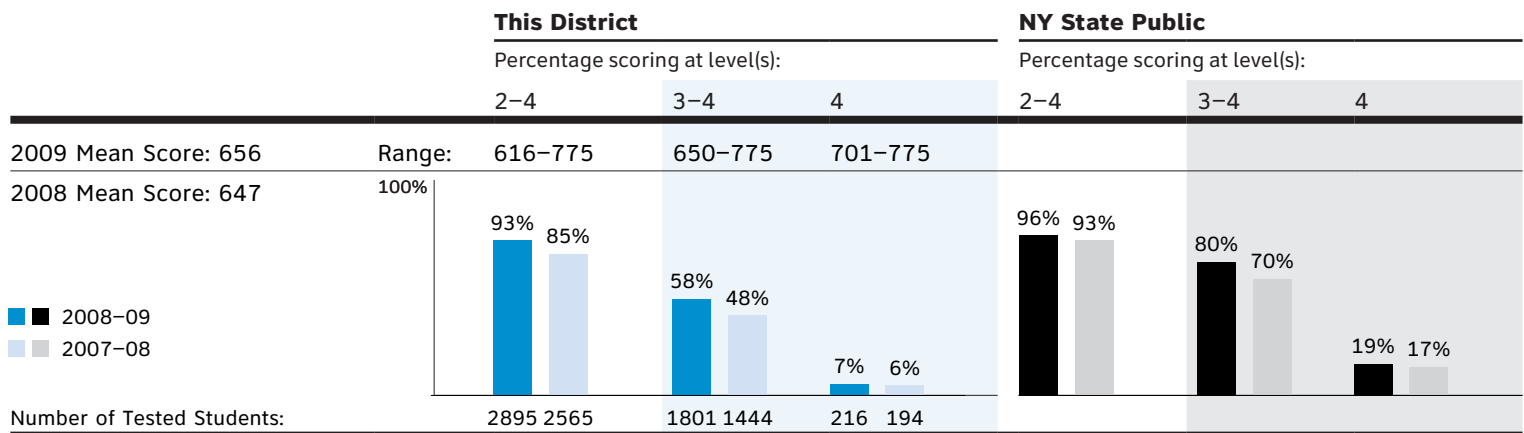 This District NY State Public
Percentage scoring at level(s): Percentage scoring at level(s):
2–4 3–4 4 2–4 3–4 4
2009 Mean Score: 656 Range: 616–775 650–775 701–775
2008 Mean Score: 647 100%
93% 85% 58% 48% 7% 6% 96% 93% 80% 70% 19% 17%
2008–09
2007–08
Number of Tested Students: 2895 2565 1801 1444 216 194